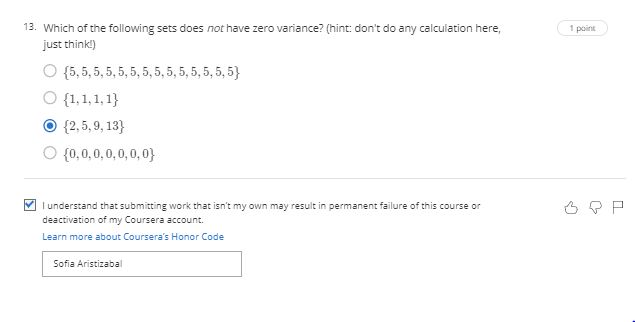 13. Which of the following sets does not have zero variance? (hint: don't do any calculation here,
just think!)
1 point
{5, 5, 5, 5, 5, 5, 5, 5, 5, 5, 5, 5, 5, 5}
{1, 1, 1, 1}
{2, 5, 9, 13}
{0, 0, 0, 0, 0, 0, 0}
I understand that submitting work that isn't my own may result in permanent failure of this course or
deactivation of my Coursera account.
Learn more about Coursera's Honor Code
Sofia Aristizabal